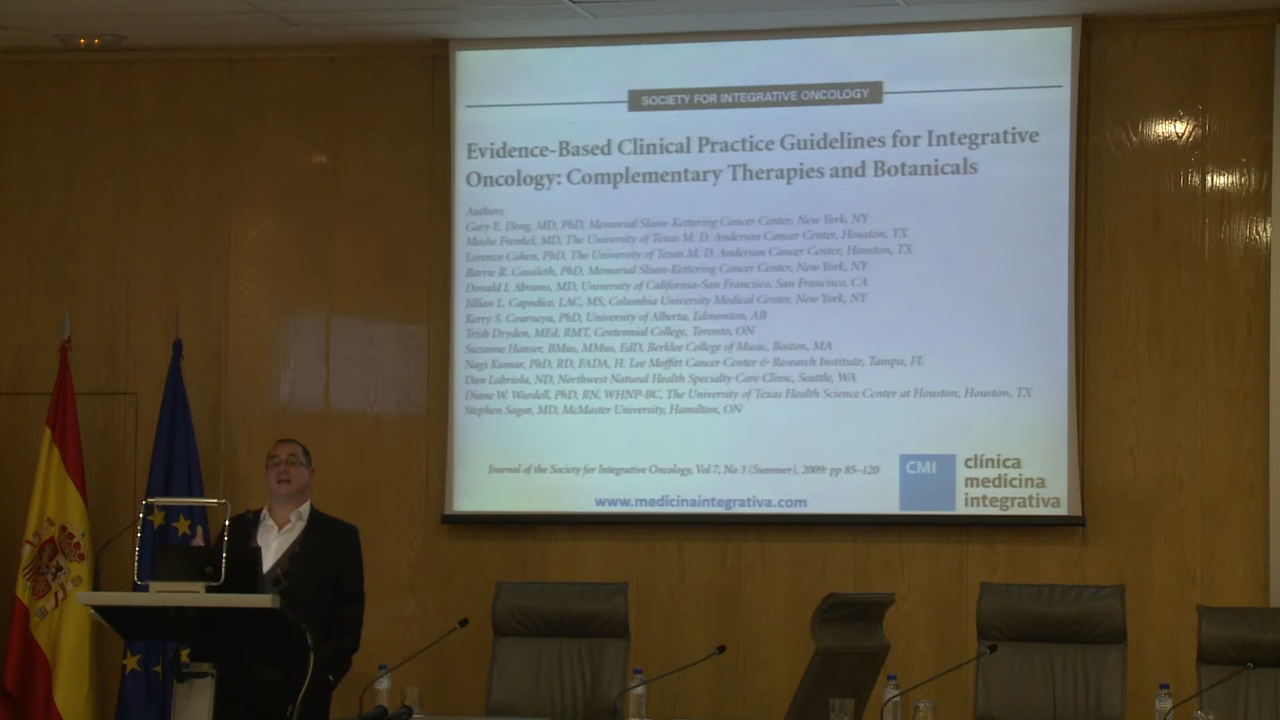 SOCIETY FOR INTEGRATIVE ONCOLOGY
Evidence-Based Clinical Practice Guidelines for Integrative
Oncology: Complementary Therapies and Botanicals
Authors
Gary E. Deng, MD, PhD, Memorial Sloan-Kettering Cancer Center, New York, NY
Moshe Frenkel, MD; The University of Texas M. D. Anderson Cancer Center, Houston, TX
Lorenzo Cohen, PhD, The University of Texas M. D. Anderson Cancer Center, Houston, TX
Barrie R. Cassileth, PhD, Memorial Sloan-Kettering Cancer Center, New York, NY
Donald I. Abrams, MD, University of California-San Francisco, San Francisco, CA
Jillian L. Capodice, LAC, MS, Columbia University Medical Center, New York, NY
Kerry S. Courneya, PhD, University of Alberta, Edmonton, AB
Trish Dryden, MEd, RMT, Centennial College, Toronto, ON
Suzanne Hanser, BMus, MMus, EdD, Berklee College of Music, Boston, MA
Nagi Kumar, PhD, RD, FADA, H. Lee Moffitt Cancer Center & Research Institute, Tampa, FL
Dan Labriola, ND, Northwest Natural Health Specialty Care Clinic, Seattle, WA
Diane W. Wardell, PhD, RN, WHNP-BC, The University of Texas Health Science Center at Houston, Houston, TX
Stephen Sagar, MD, McMaster University, Hamilton, ON
Journal of the Society for Integrative Oncology, Vol 7, No 3 (Summer), 2009: pp 85–120
www.medicinaintegrativa.com
CMI
clínica
medicina
integrativa